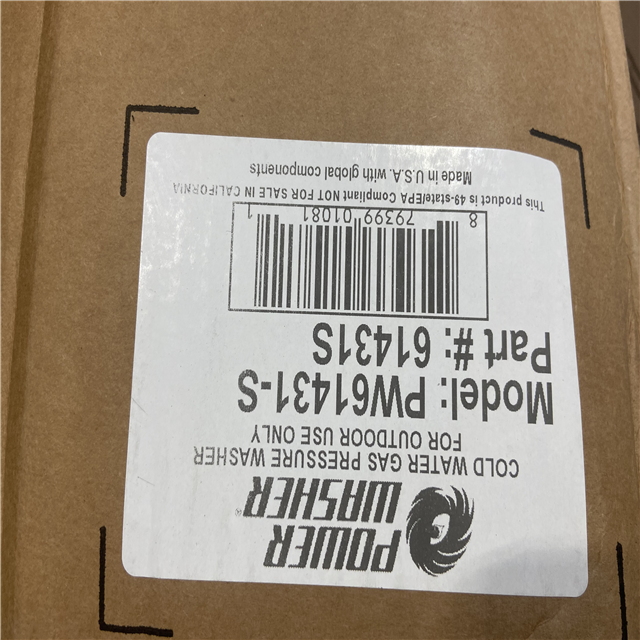 POWER
WASHER®
COLD WATER GAS PRESSURE WASHER
FOR OUTDOOR USE ONLY
Model: PW61431-S
Part #: 61431S
8 79399 01081 1
This product is 49-state/EPA Compliant NOT FOR SALE IN CALIFORNIA
Made in U.S.A. with global components